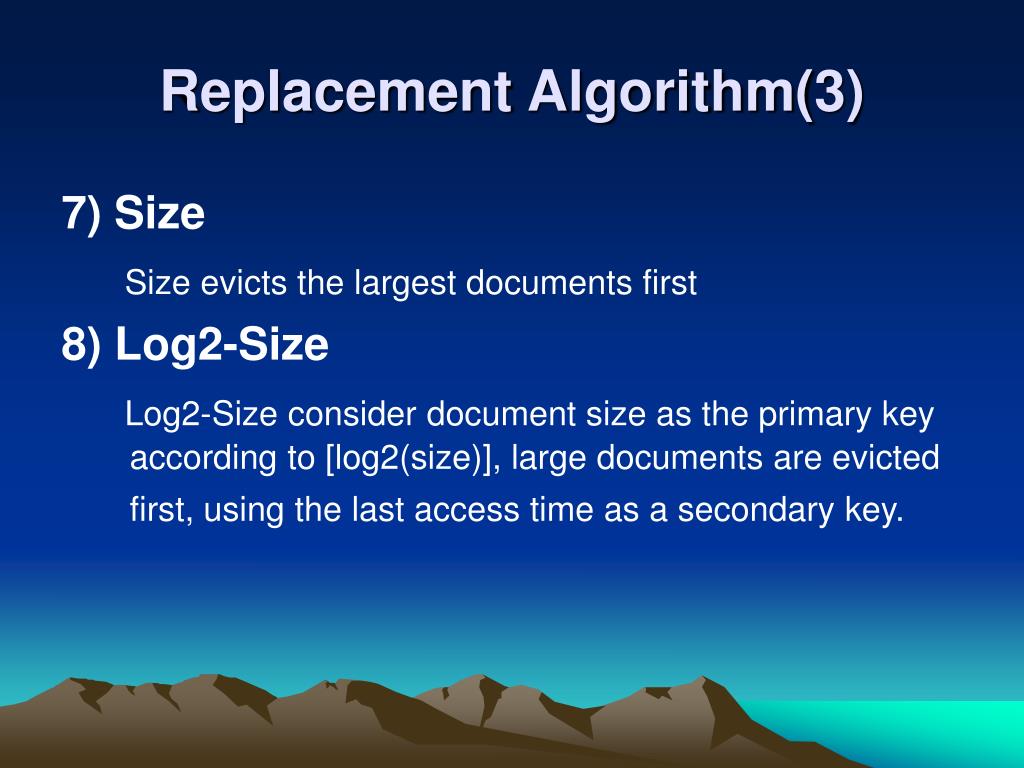 Replacement Algorithm(3)
7) Size
Size evicts the largest documents first
8) Log2-Size
Log2-Size consider document size as the primary key
according to [log2(size)], large documents are evicted
first, using the last access time as a secondary key.